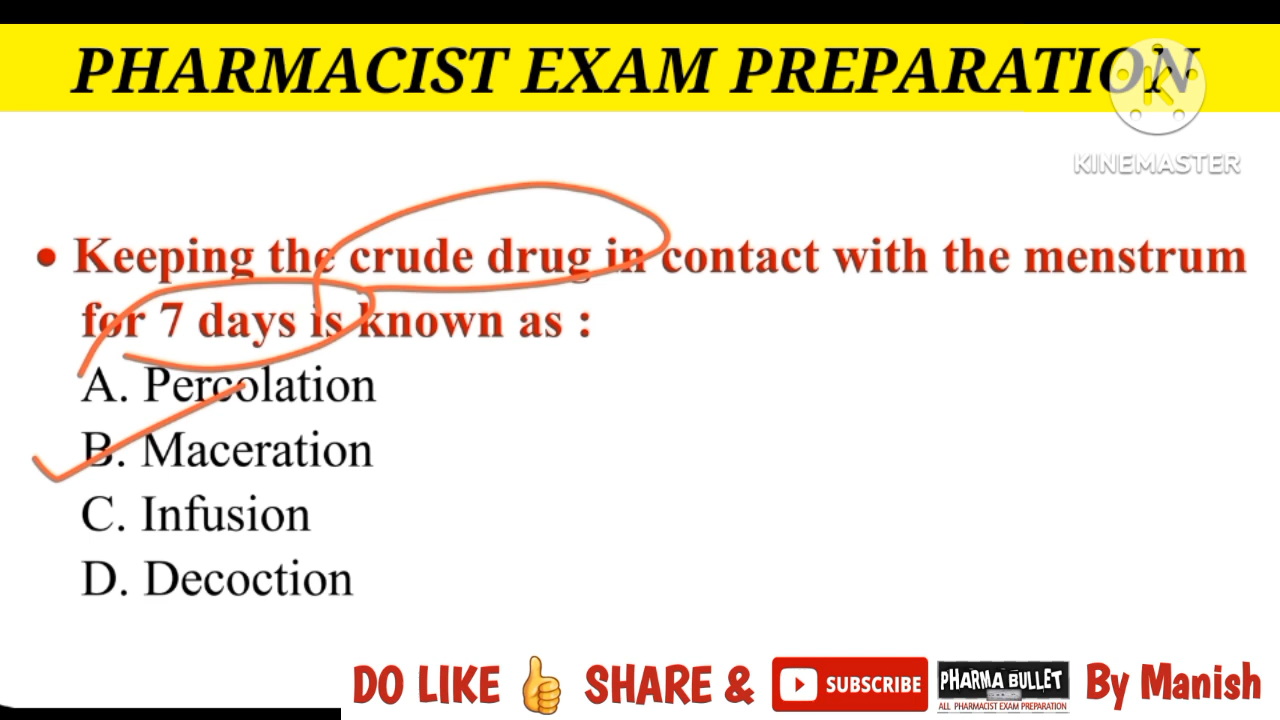 PHARMACIST EXAM PREPARATION
KINEMASTER
• Keeping the crude drug in contact with the menstrum
for 7 days is known as :
A. Percolation
B. Maceration
C. Infusion
D. Decoction
DO LIKE 👍 SHARE & SUBSCRIBE PHARMA BULLET By Manish
ALL PHARMACIST EXAM PREPARATION